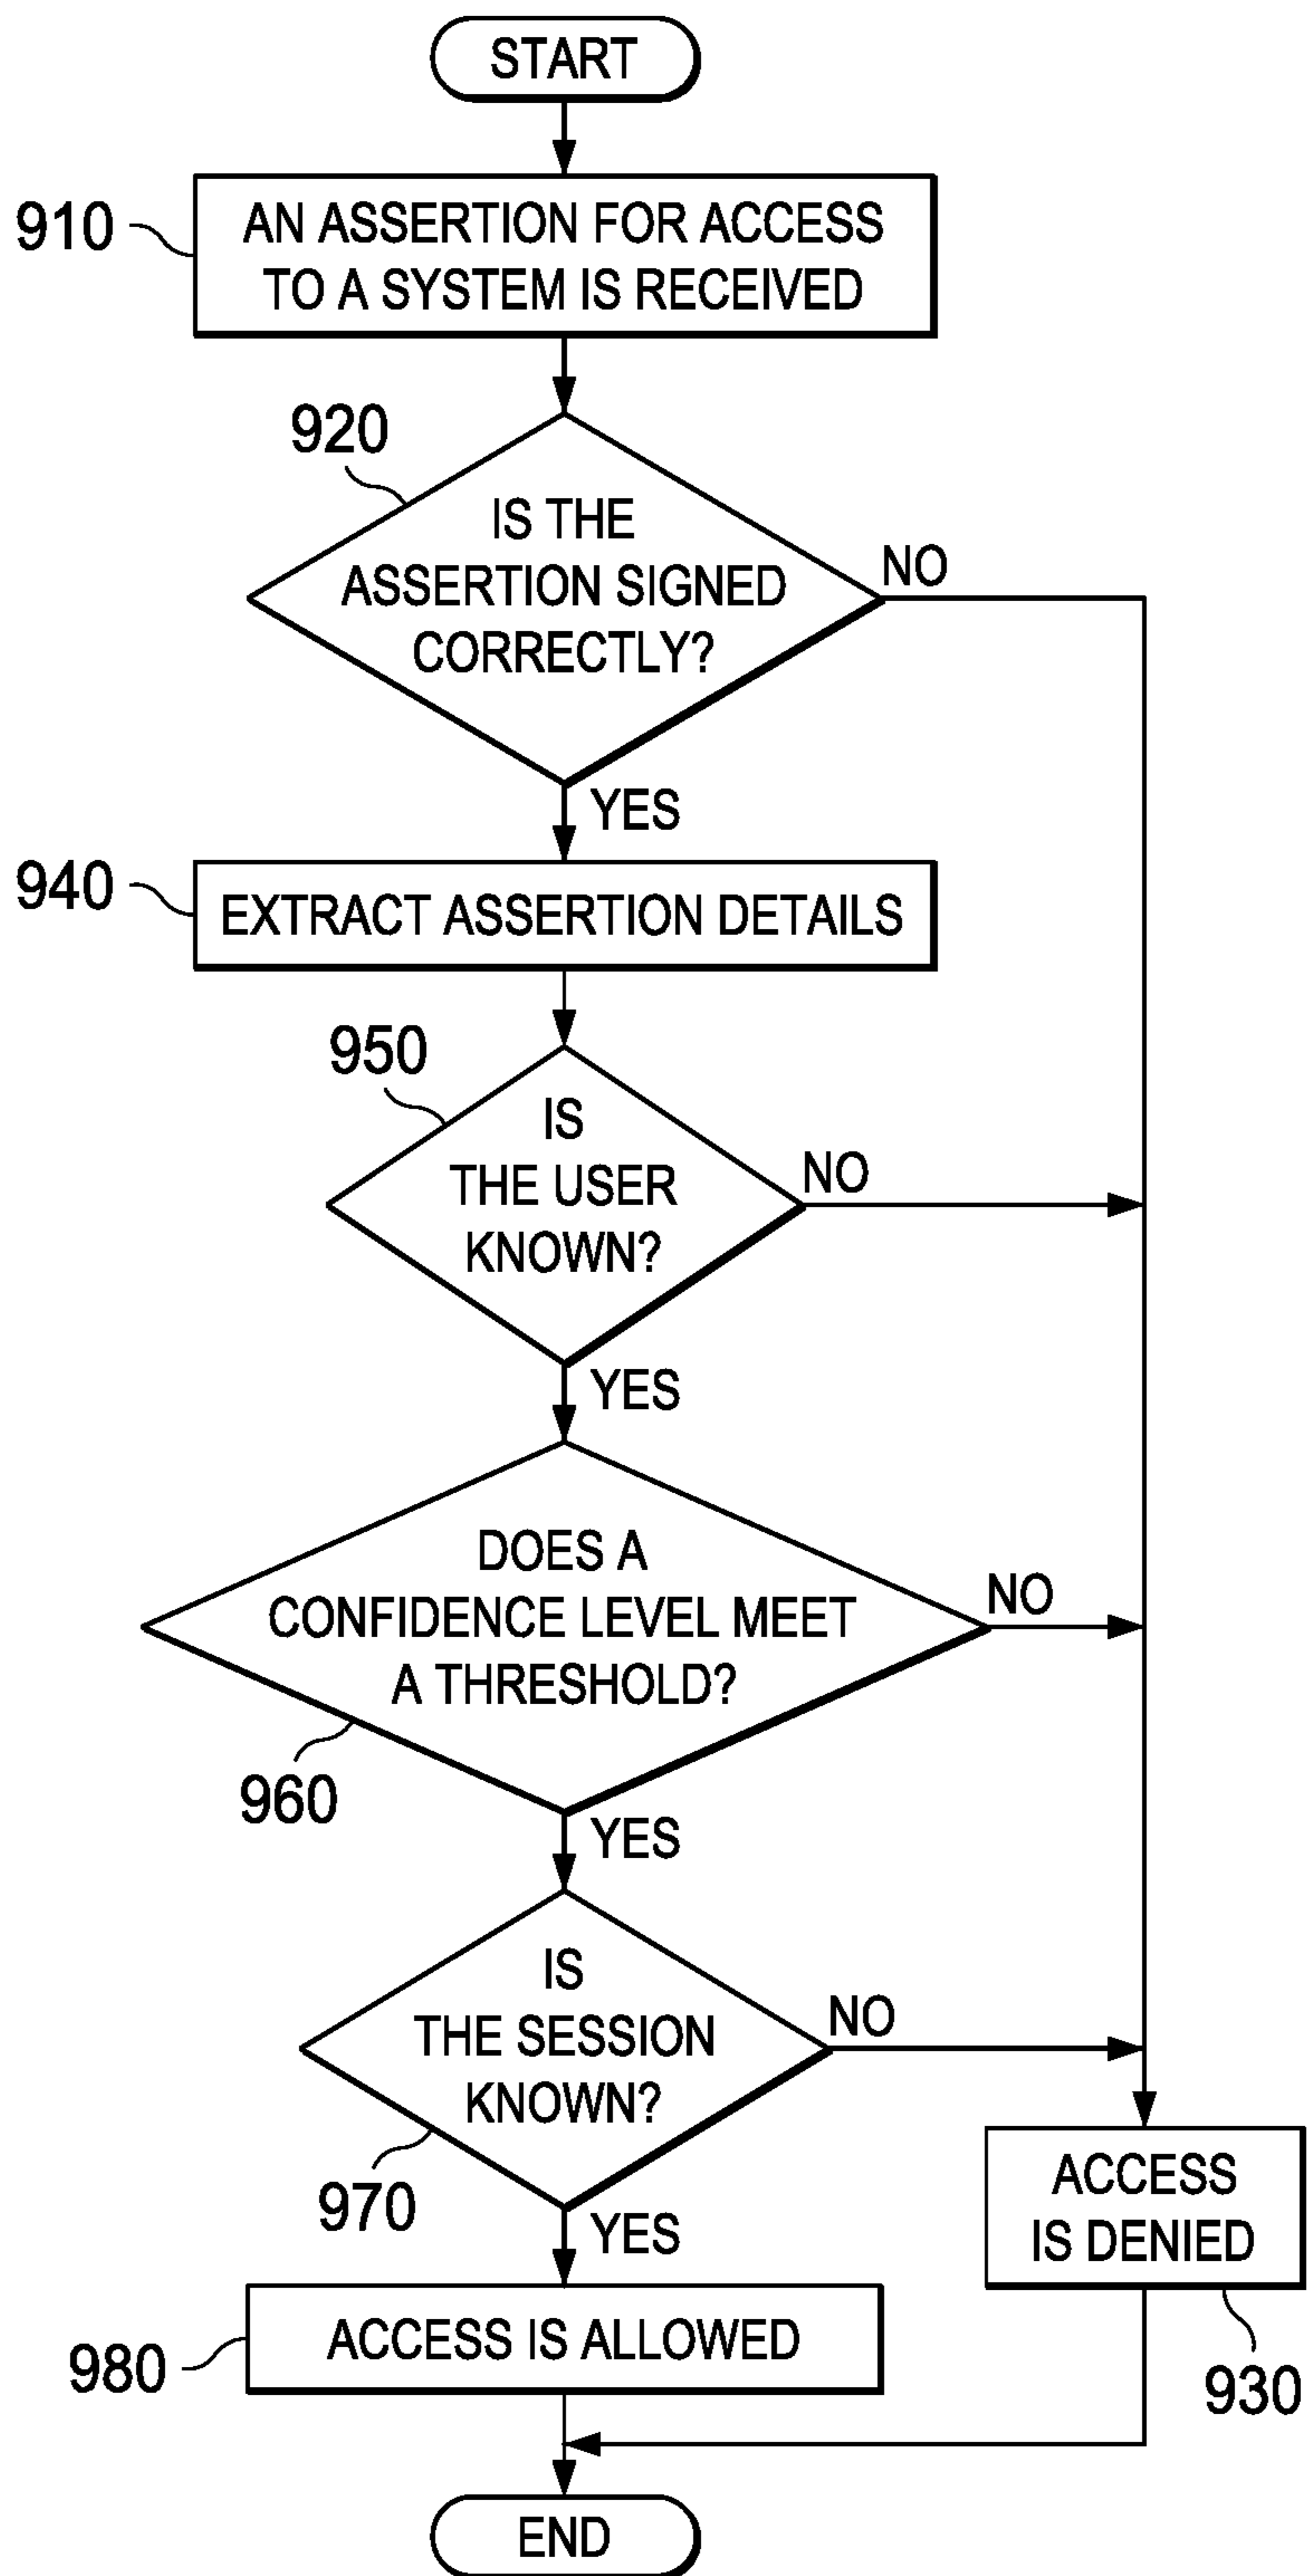 START
910
AN ASSERTION FOR ACCESS
TO A SYSTEM IS RECEIVED
920
IS THE
ASSERTION SIGNED
CORRECTLY?
NO
YES
940
EXTRACT ASSERTION DETAILS
950
IS
THE USER
KNOWN?
NO
YES
DOES A
CONFIDENCE LEVEL MEET
A THRESHOLD?
NO
960
YES
IS
THE SESSION
KNOWN?
NO
970
YES
ACCESS
IS DENIED
930
980
ACCESS IS ALLOWED
END